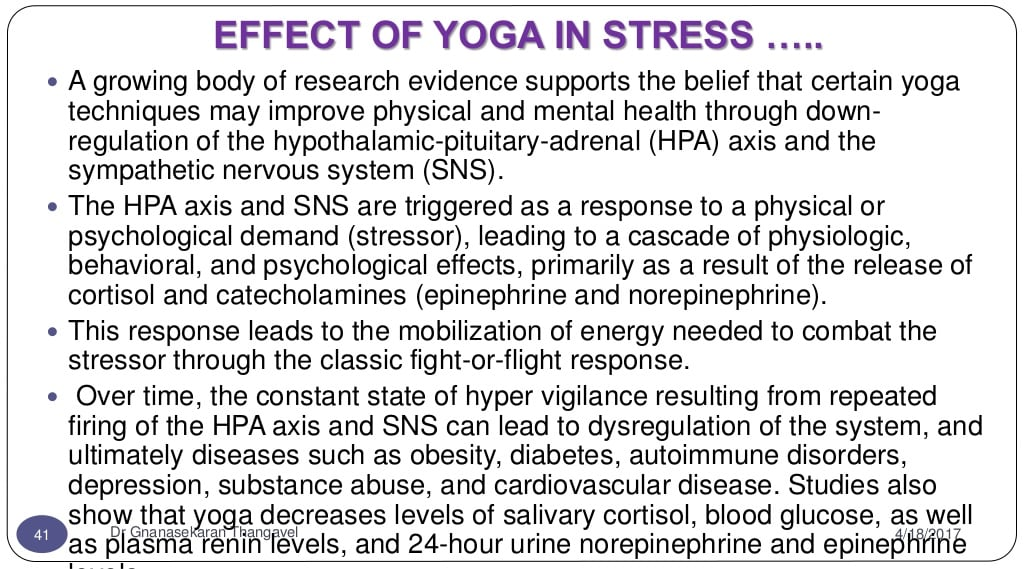 EFFECT OF YOGA IN STRESS …..
• A growing body of research evidence supports the belief that certain yoga
techniques may improve physical and mental health through down-
regulation of the hypothalamic-pituitary-adrenal (HPA) axis and the
sympathetic nervous system (SNS).
• The HPA axis and SNS are triggered as a response to a physical or
psychological demand (stressor), leading to a cascade of physiologic,
behavioral, and psychological effects, primarily as a result of the release of
cortisol and catecholamines (epinephrine and norepinephrine).
• This response leads to the mobilization of energy needed to combat the
stressor through the classic fight-or-flight response.
• Over time, the constant state of hyper vigilance resulting from repeated
firing of the HPA axis and SNS can lead to dysregulation of the system, and
ultimately diseases such as obesity, diabetes, autoimmune disorders,
depression, substance abuse, and cardiovascular disease. Studies also
show that yoga decreases levels of salivary cortisol, blood glucose, as well
as plasma renin levels, and 24-hour urine norepinephrine and epinephrine
41
Dr Gnanasekaran Thangavel
4/18/2017